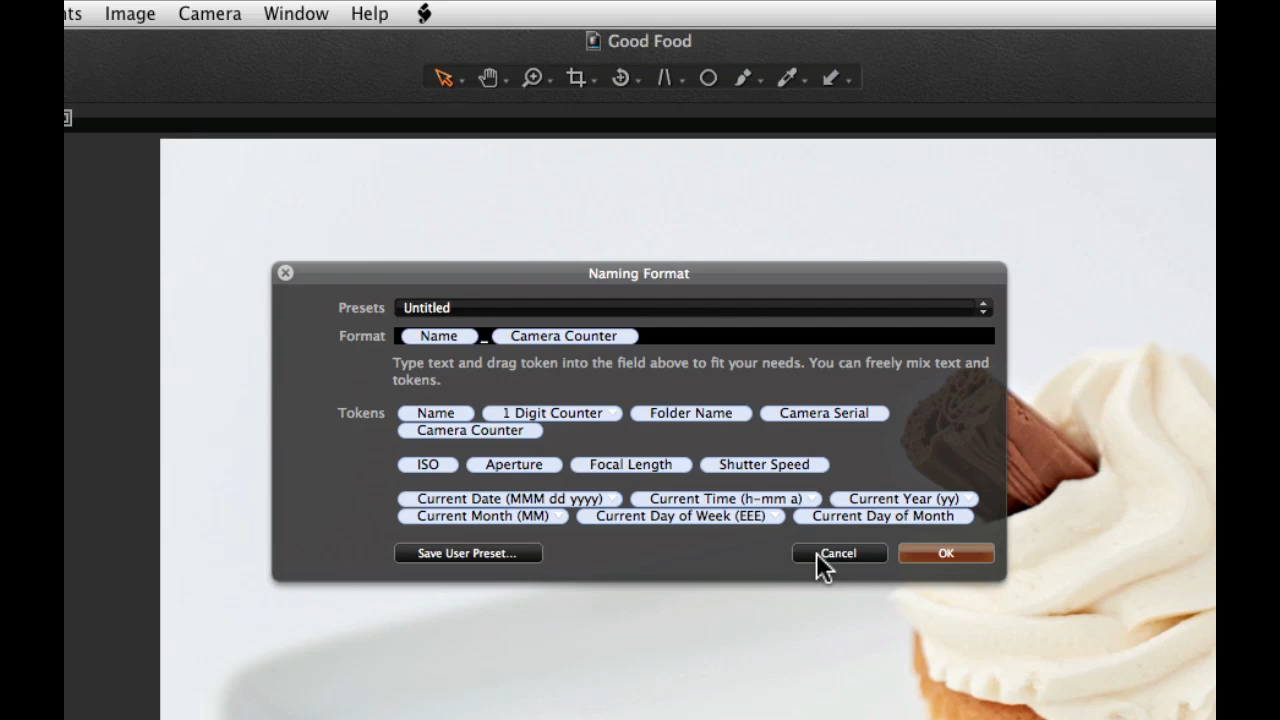 nts Image Camera Window Help
Good Food
Naming Format
Presets Untitled
Format Name _ Camera Counter
Type text and drag token into the field above to fit your needs. You can freely mix text and
tokens.
Tokens Name 1 Digit Counter Folder Name Camera Serial
Camera Counter
ISO Aperture Focal Length Shutter Speed
Current Date (MMM dd yyyy) Current Time (h-mm a) Current Year (yy)
Current Month (MM) Current Day of Week (EEE) Current Day of Month
Save User Preset... Cancel OK